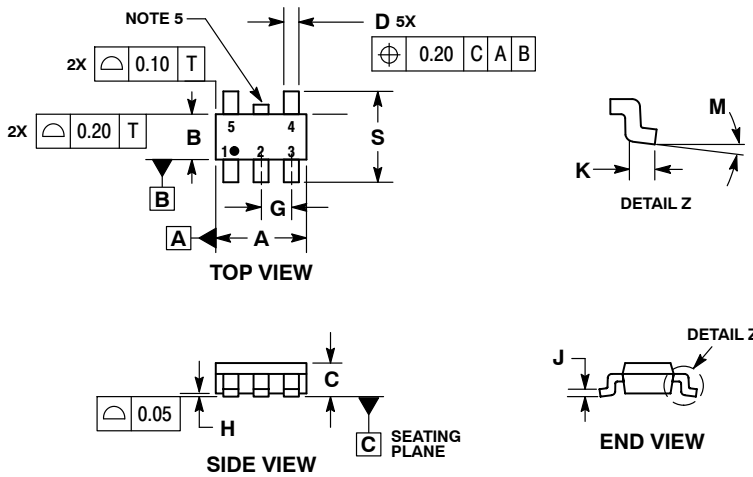 NOTE 5
D 5X
0.20 C A B
2X 0.10 T
2X 0.20 T
B
5 4
1 2 3
S
B
G
A
A
TOP VIEW
M
K
DETAIL Z
C
0.05
H
C SEATING PLANE
SIDE VIEW
DETAIL Z
J
END VIEW